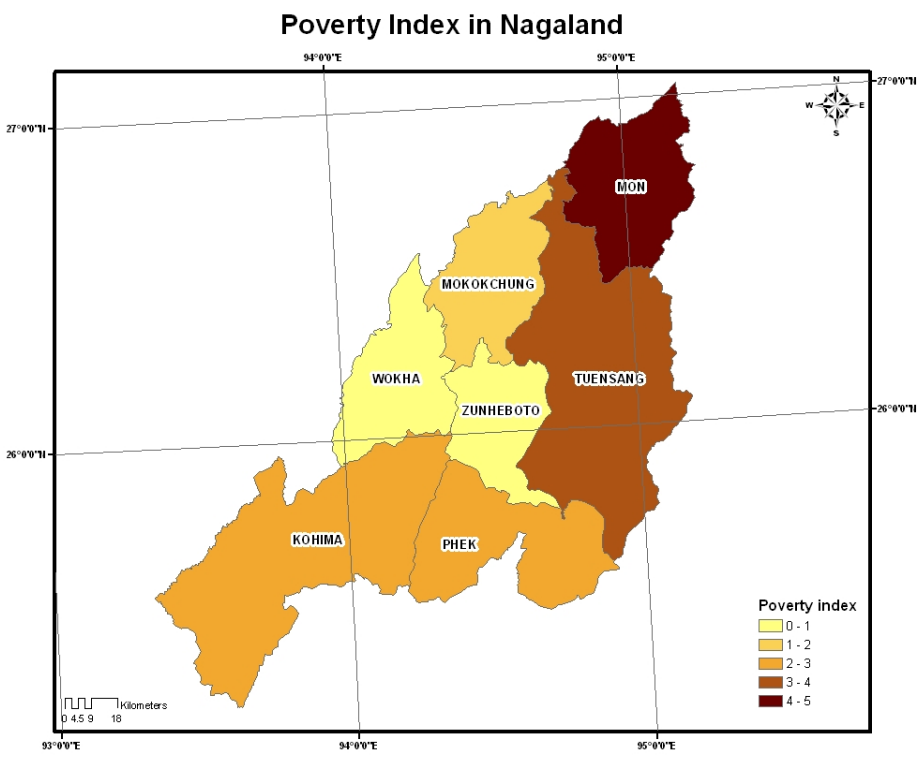 Poverty Index in Nagaland
94°0'0"E 95°0'0"E
27°0'0"N
N
W E
S
27°0'0"N
MON
MOKOKCHUNG
WOKHA
TUENSANG
ZUNHEBOTO
26°0'0"N
26°0'0"N
KOHIMA
PHEK
Poverty index
0 - 1
1 - 2
2 - 3
3 - 4
4 - 5
Kilometers
0 4.5 9 18
93°0'0"E 94°0'0"E 95°0'0"E